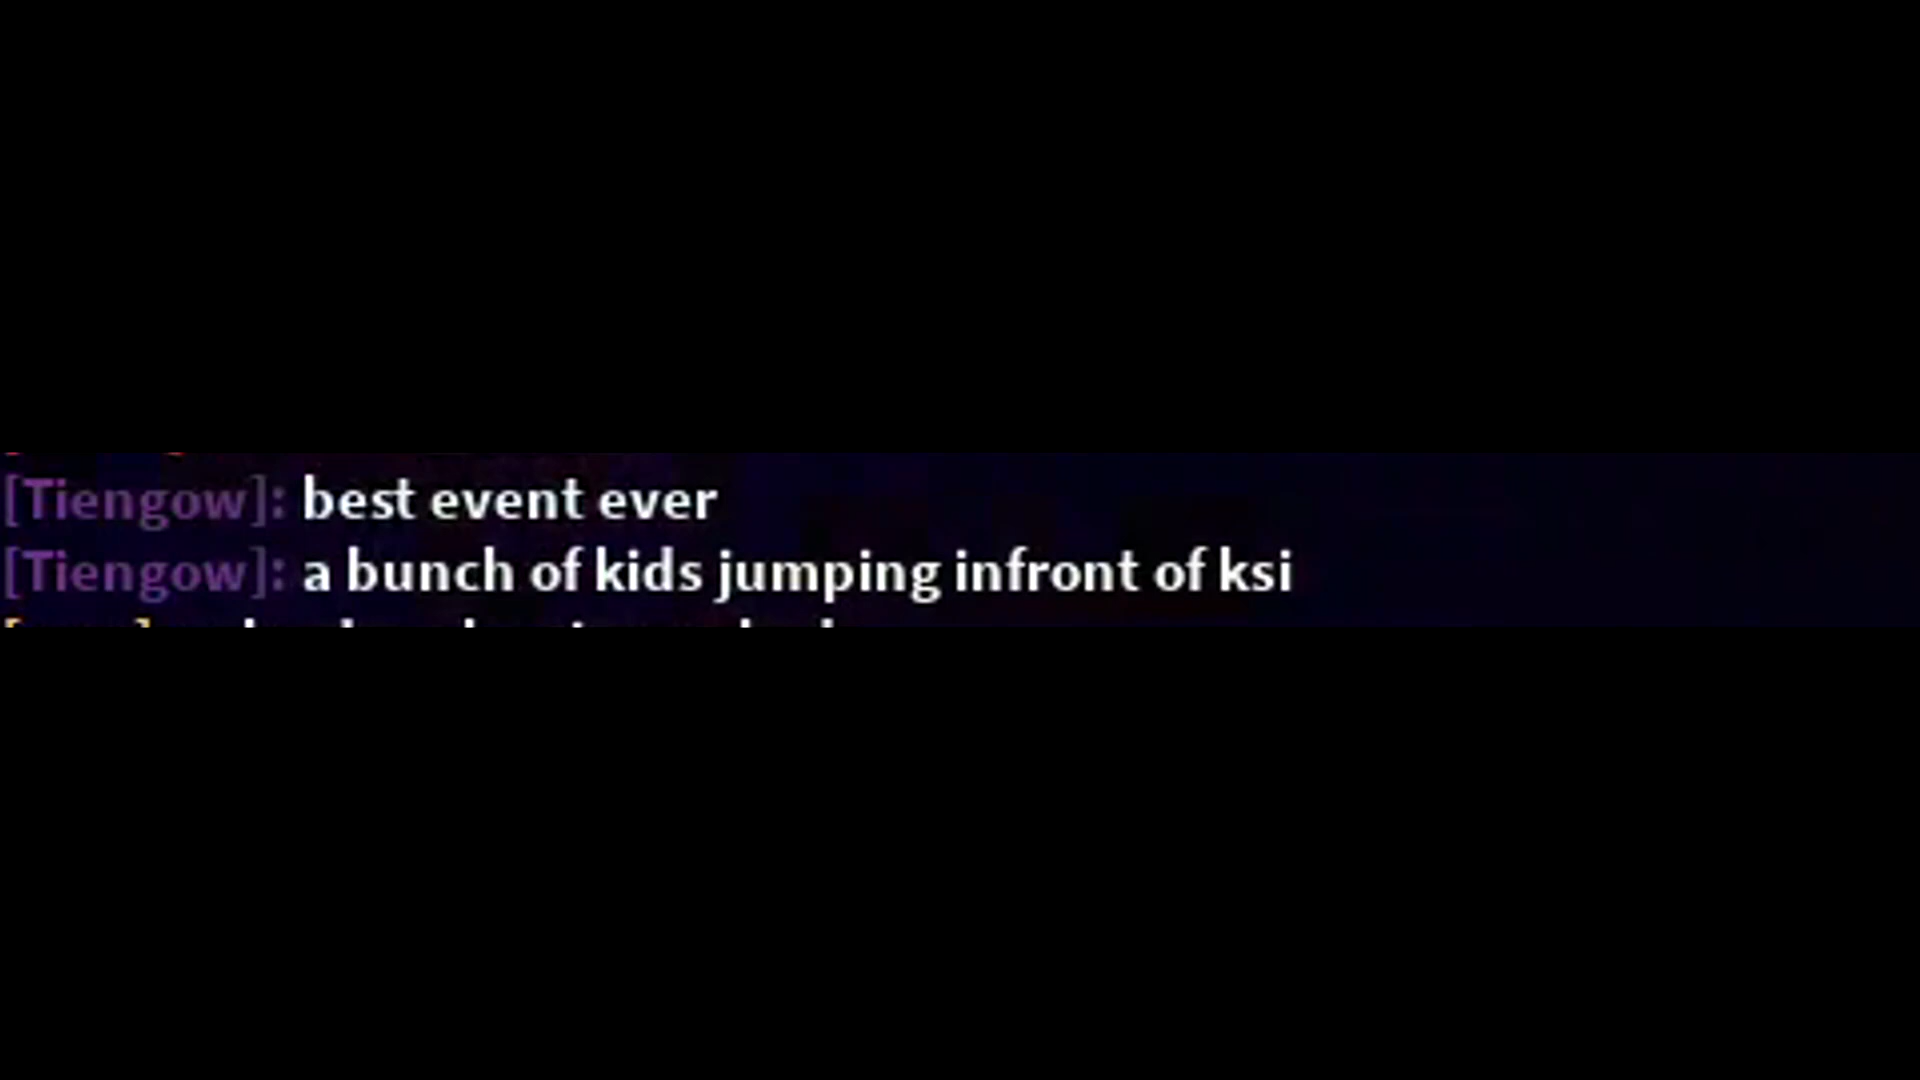 [Tiengow]: best event ever
[Tiengow]: a bunch of kids jumping infront of ksi